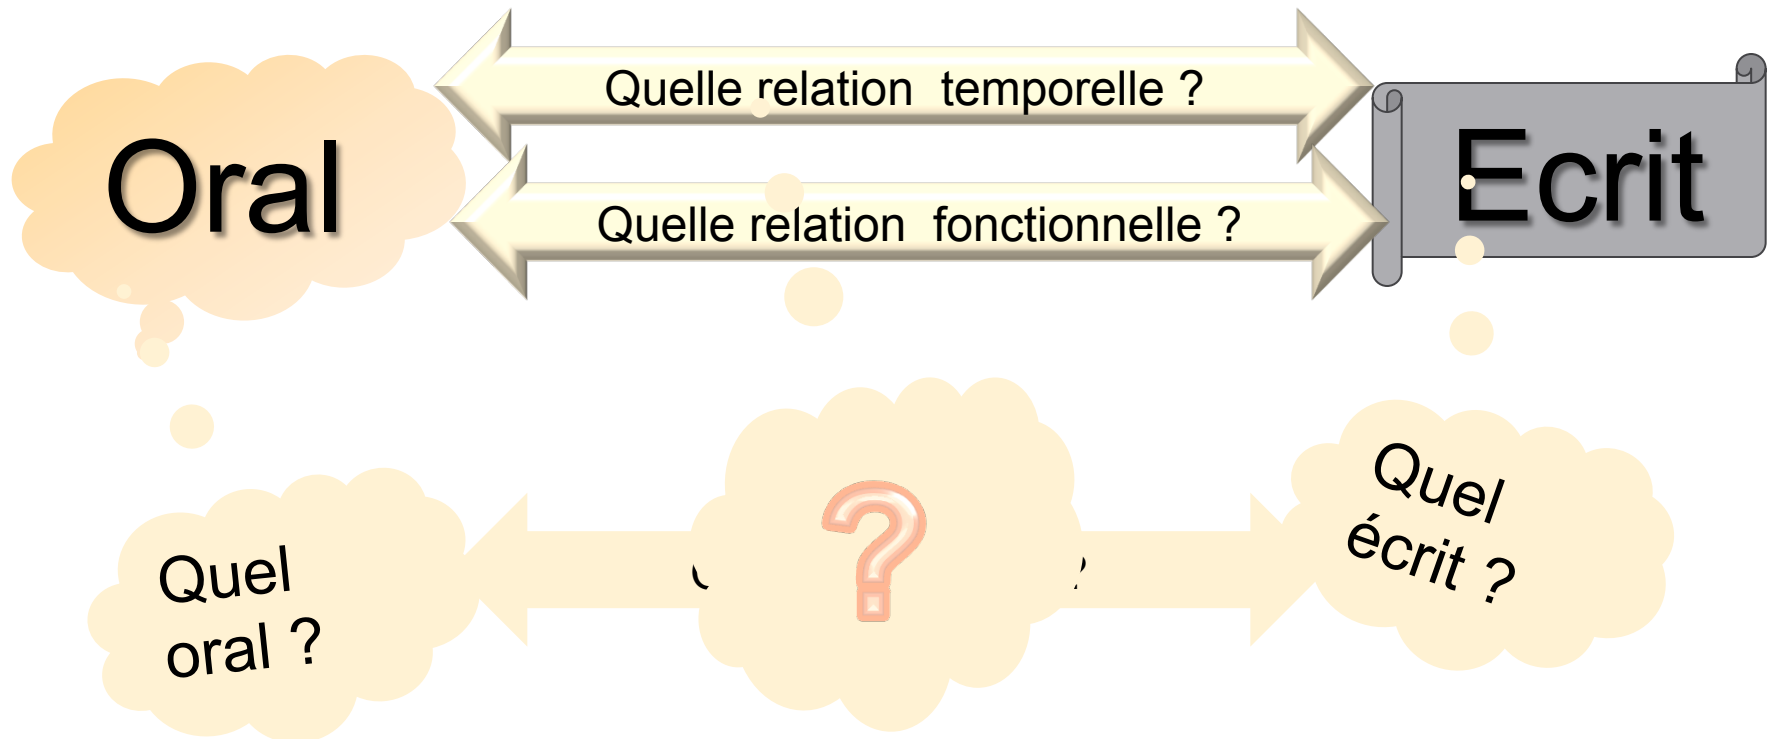 Quelle relation temporelle ?
Oral
Ecrit
Quelle relation fonctionnelle ?
?
Quel
écrit ?
Quel
oral ?